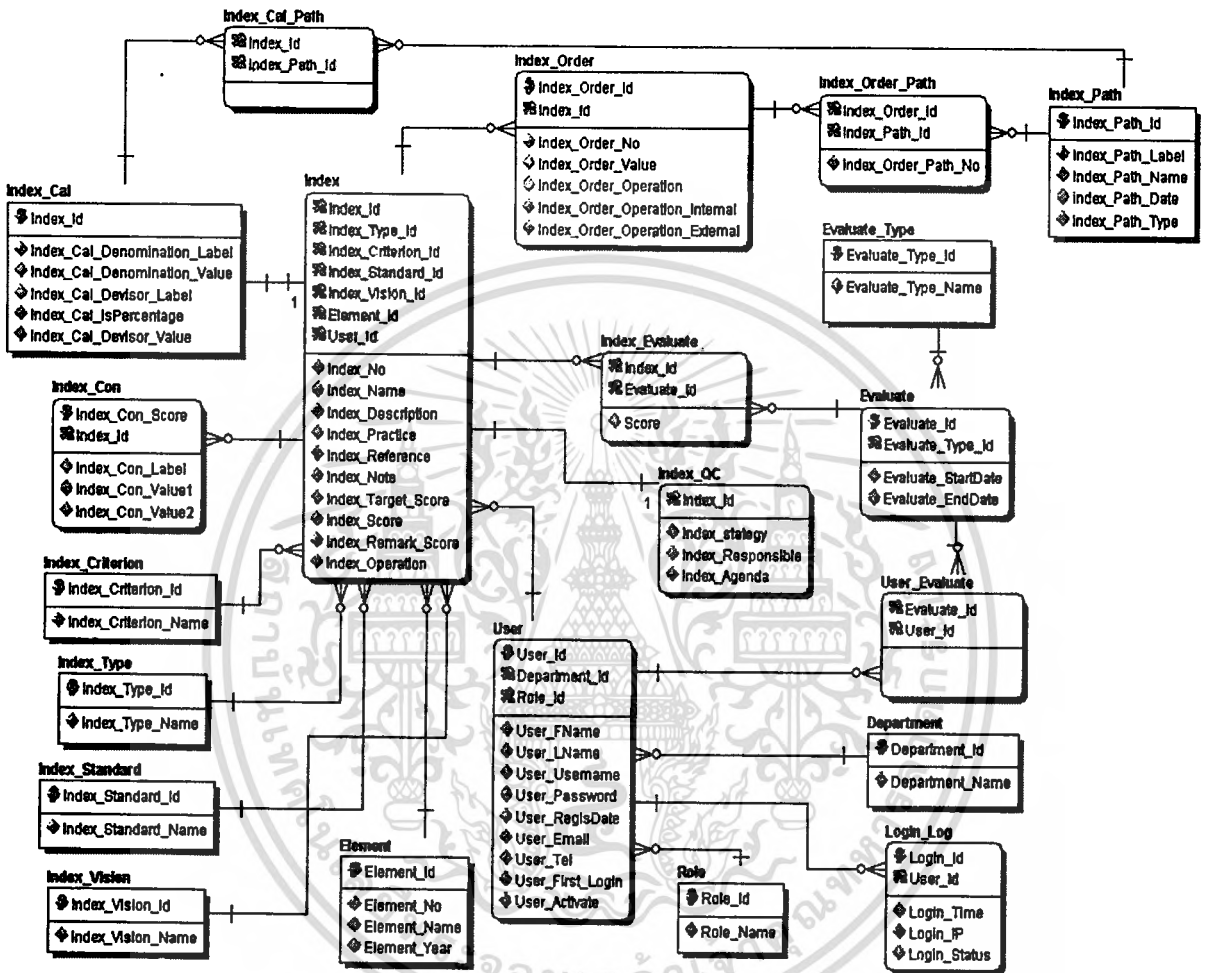 Index_Cal_Path
Index_Id
Index_Path_Id
Index_Order
Index_Order_Id
Index_Id
Index_Order_No
Index_Order_Value
Index_Order_Operation
Index_Order_Operation_Internal
Index_Order_Operation_External
Index_Order_Path
Index_Order_Id
Index_Path_Id
Index_Order_Path_No
Index_Path
Index_Path_Id
Index_Path_Label
Index_Path_Name
Index_Path_Date
Index_Path_Type
Index_Cal
Index_Id
Index_Cal_Denomination_Label
Index_Cal_Denomination_Value
Index_Cal_Devisor_Label
Index_Cal_IsPercentage
Index_Cal_Devisor_Value
1
Index
Index_Id
Index_Type_Id
Index_Criterion_Id
Index_Standard_Id
Index_Vision_Id
Element_Id
User_Id
Index_No
Index_Name
Index_Description
Index_Practice
Index_Reference
Index_Note
Index_Target_Score
Index_Score
Index_Remark_Score
Index_Operation
Evaluate_Type
Evaluate_Type_Id
Evaluate_Type_Name
Index_Evaluate
Index_Id
Evaluate_Id
Score
Evaluate
Evaluate_Id
Evaluate_Type_Id
Evaluate_StartDate
Evaluate_EndDate
Index_Con
Index_Con_Score
Index_Id
Index_Con_Label
Index_Con_Value1
Index_Con_Value2
Index_QC
1
Index_Id
Index_stategy
Index_Responsible
Index_Agenda
Index_Criterion
Index_Criterion_Id
Index_Criterion_Name
User_Evaluate
Evaluate_Id
User_Id
Index_Type
Index_Type_Id
Index_Type_Name
User
User_Id
Department_Id
Role_Id
User_FName
User_LName
User_Username
User_Password
User_RegisDate
User_Email
User_Tel
User_First_Login
User_Activate
Department
Department_Id
Department_Name
Index_Standard
Index_Standard_Id
Index_Standard_Name
Element
Element_Id
Element_No
Element_Name
Element_Year
Role
Role_Id
Role_Name
Login_Log
Login_Id
User_Id
Login_Time
Login_IP
Login_Status
Index_Vision
Index_Vision_Id
Index_Vision_Name